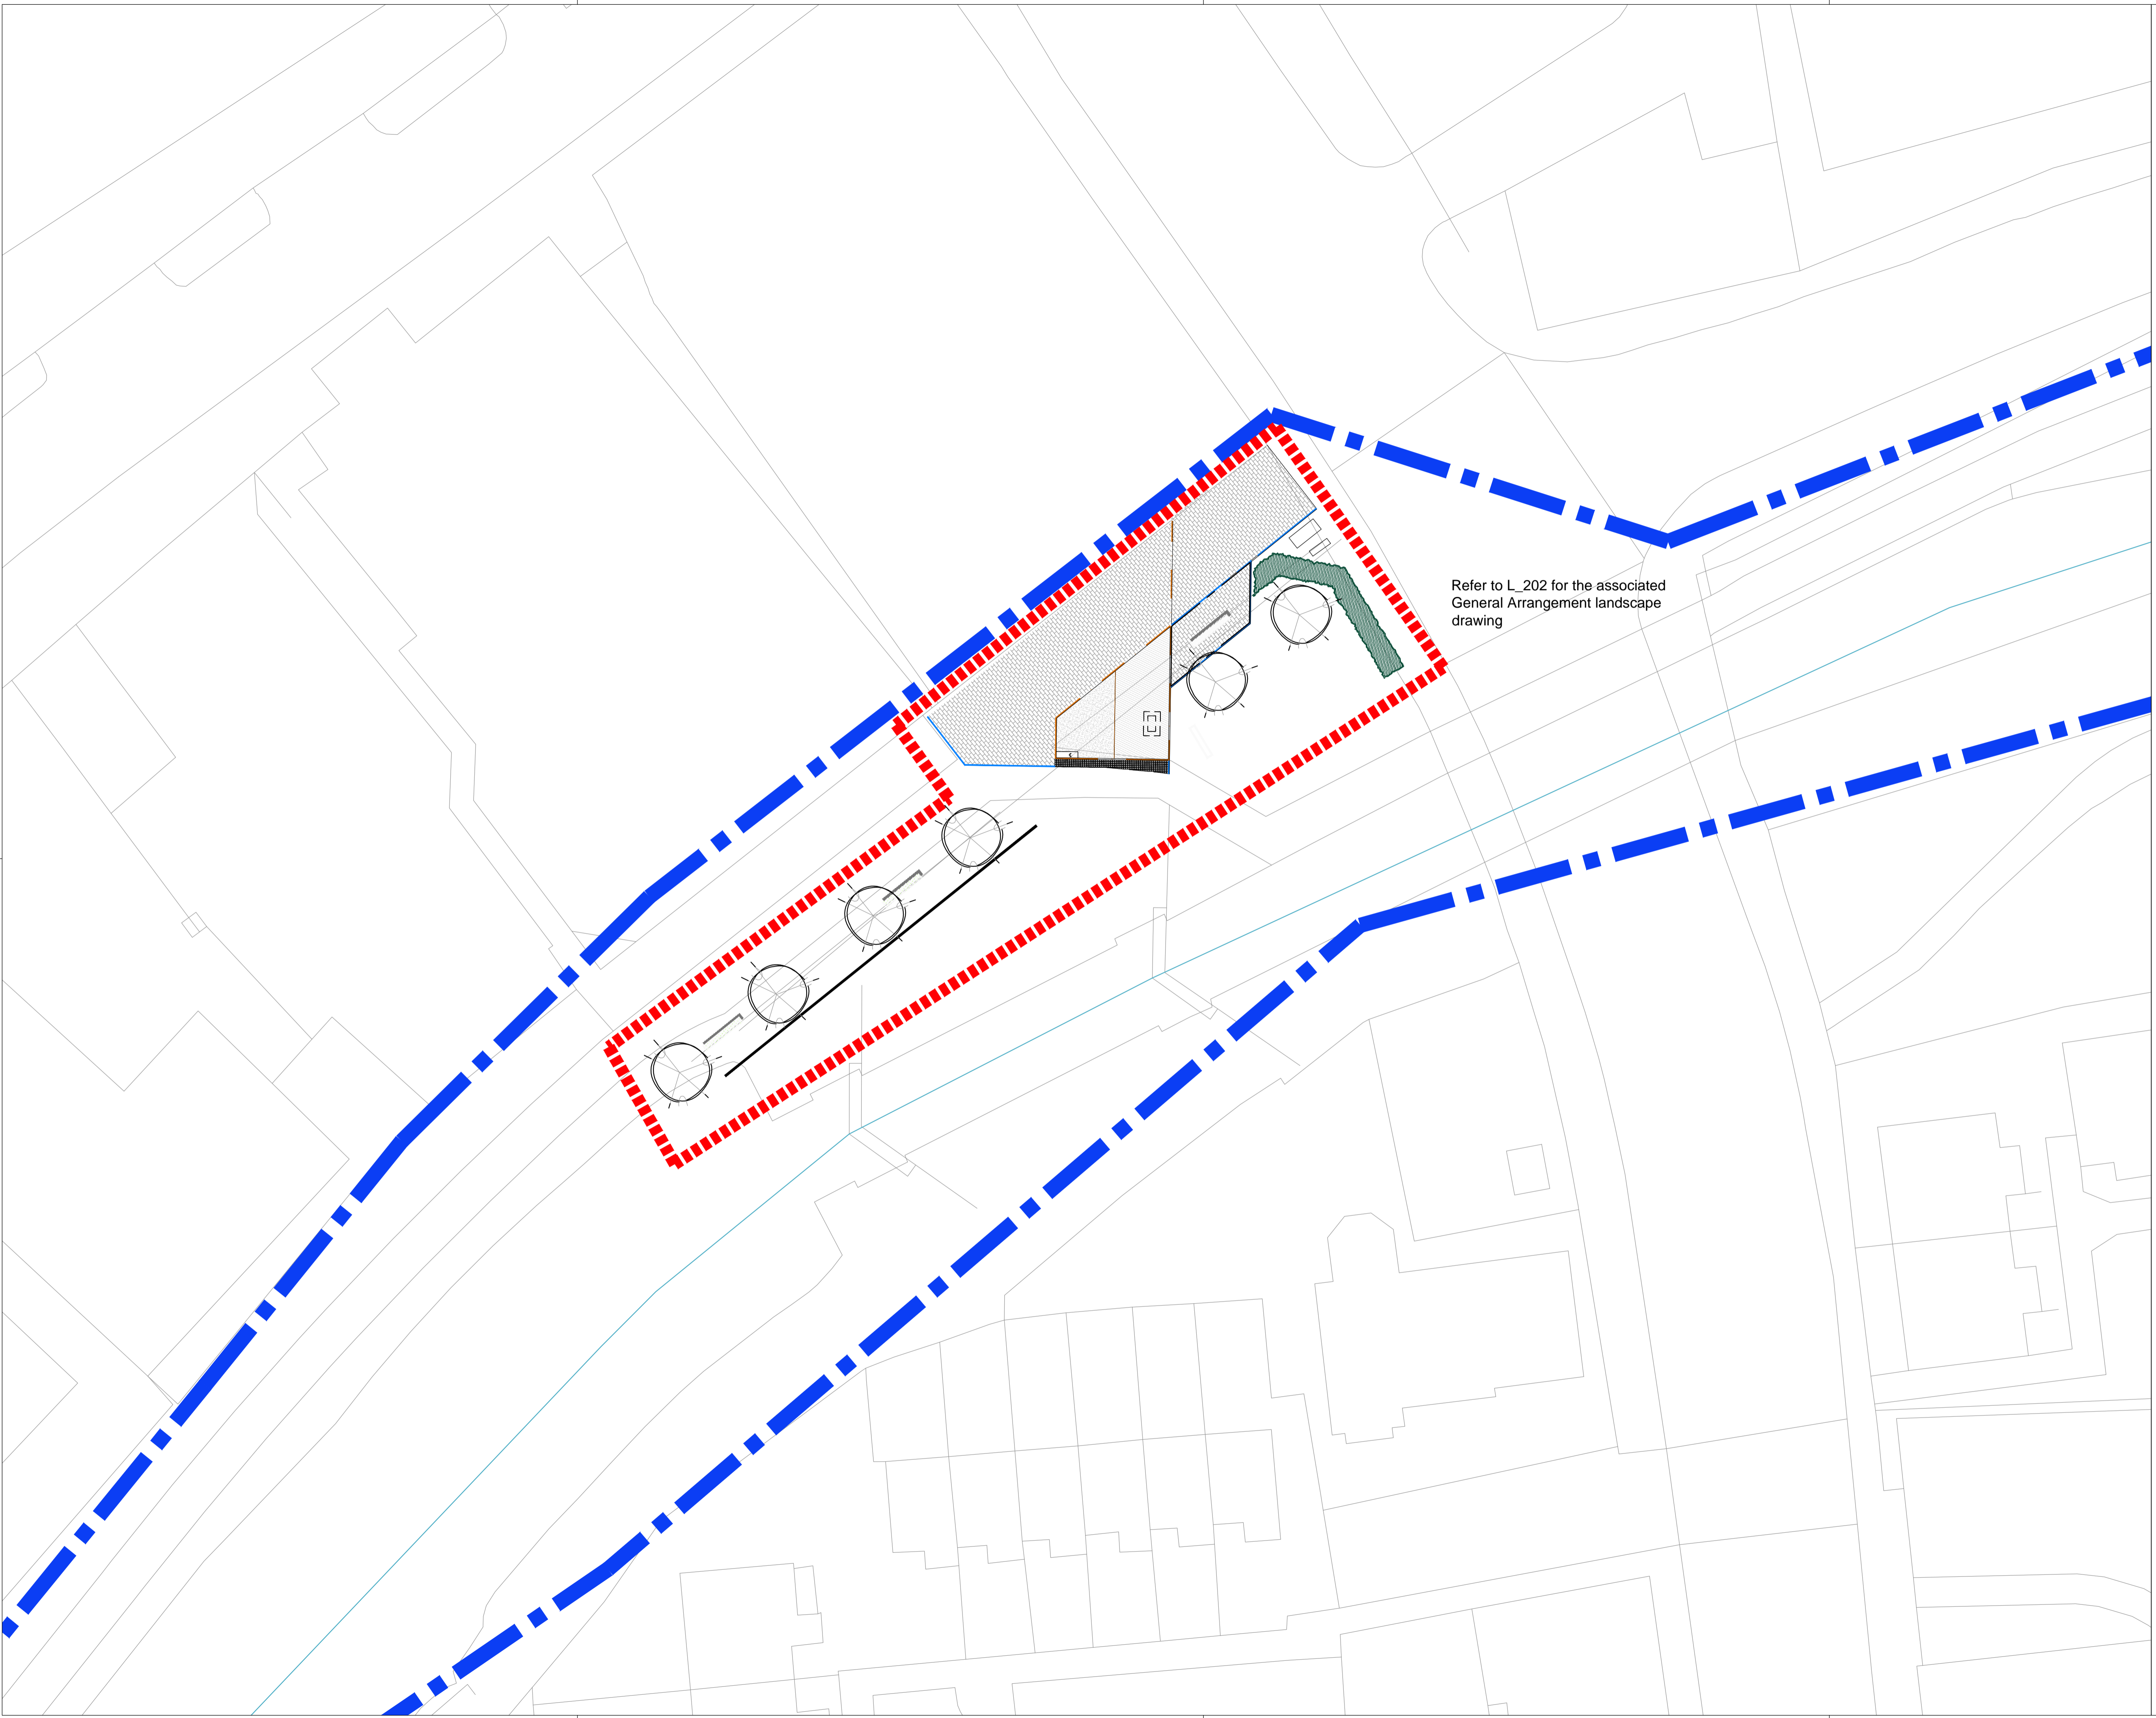 Refer to L_202 for the associated
General Arrangement landscape
drawing